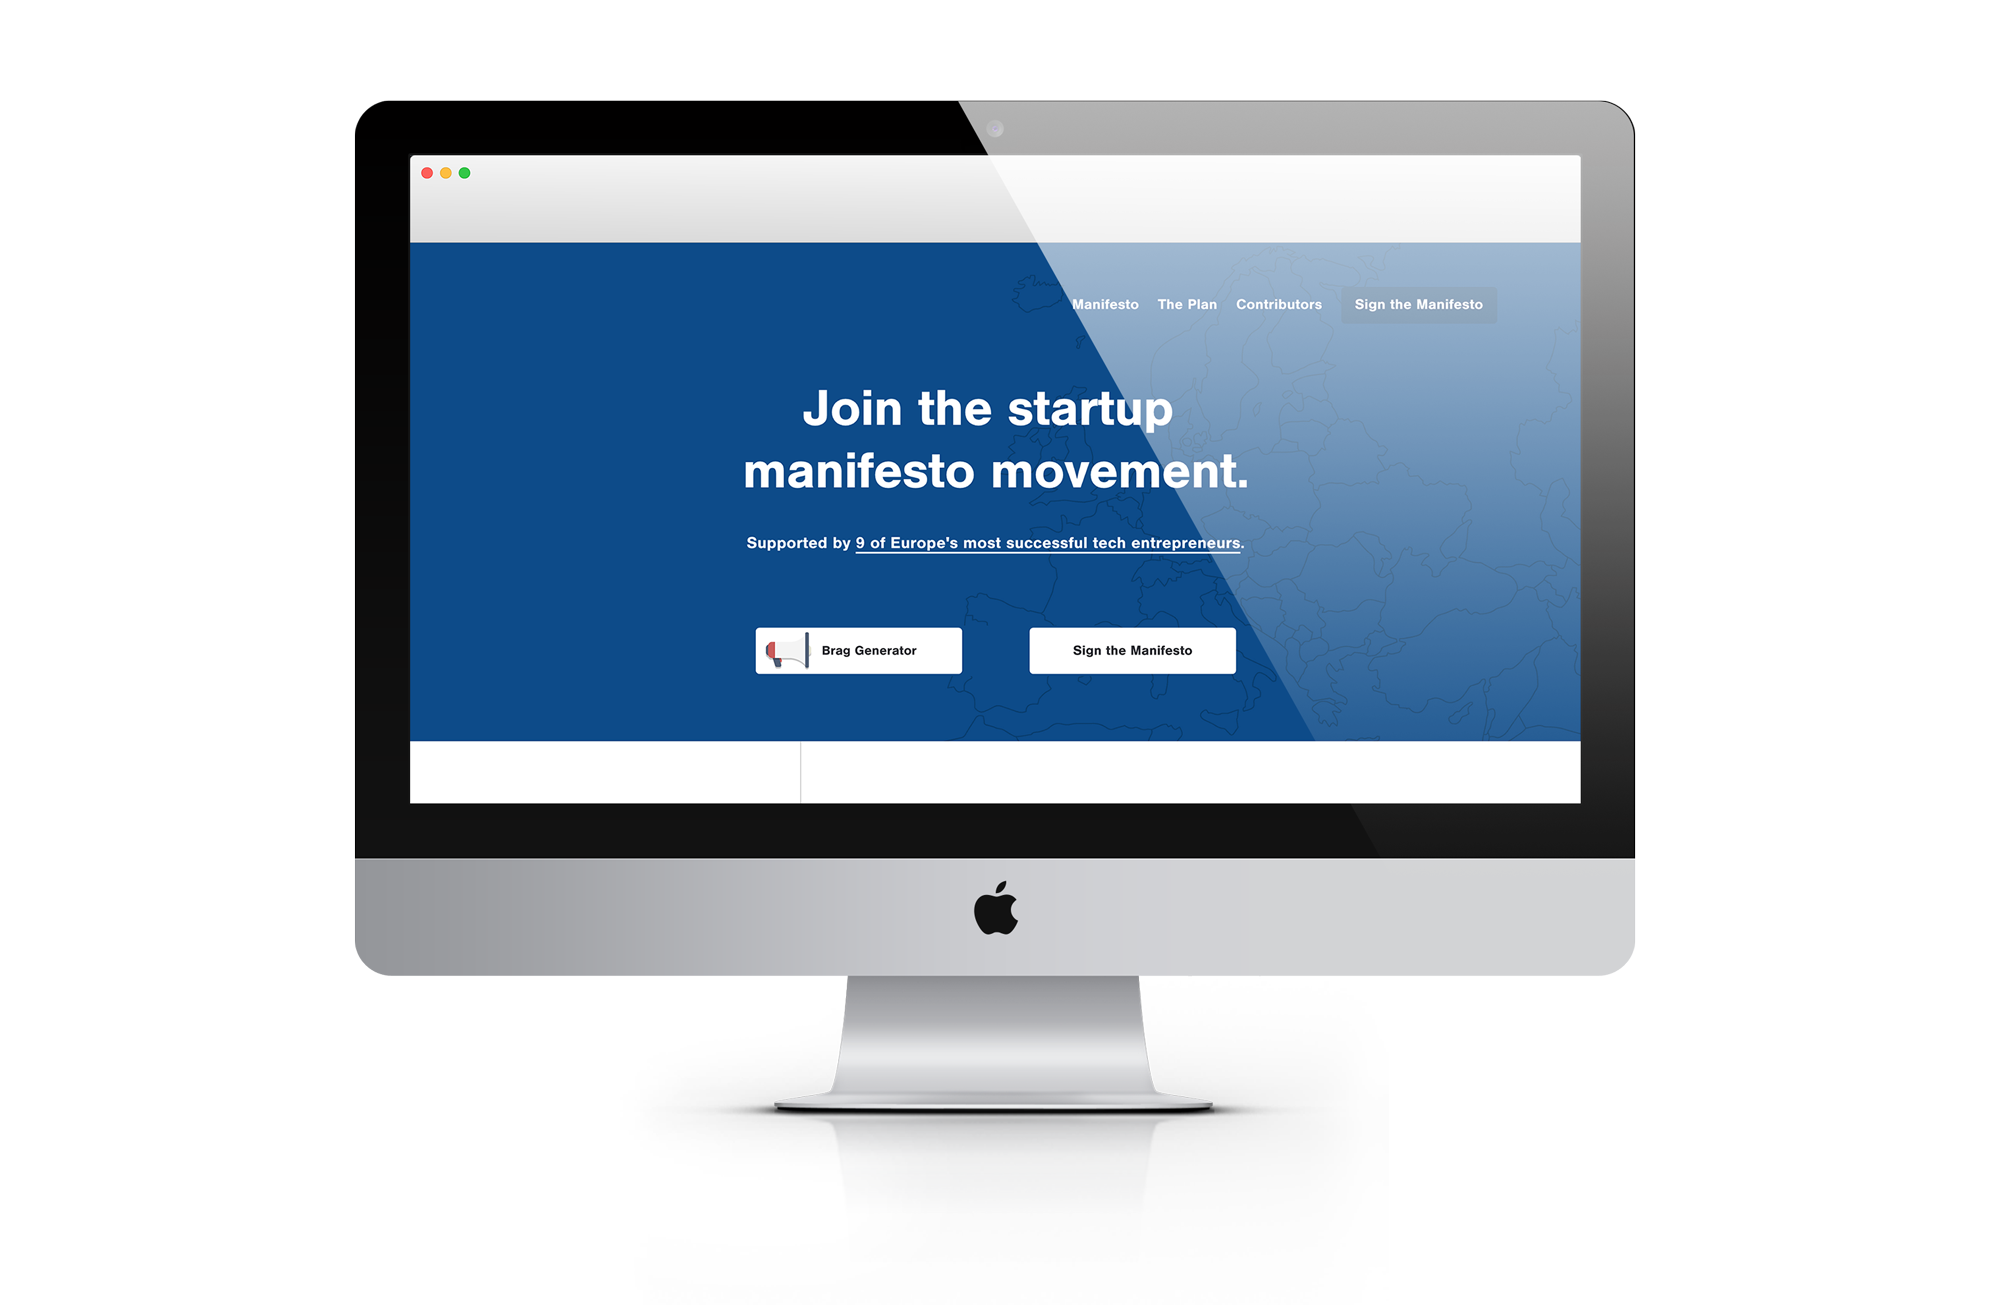 Manifesto The Plan Contributors Sign the Manifesto
Join the startup
manifesto movement.
Supported by 9 of Europe's most successful tech entrepreneurs.
Brag Generator Sign the Manifesto